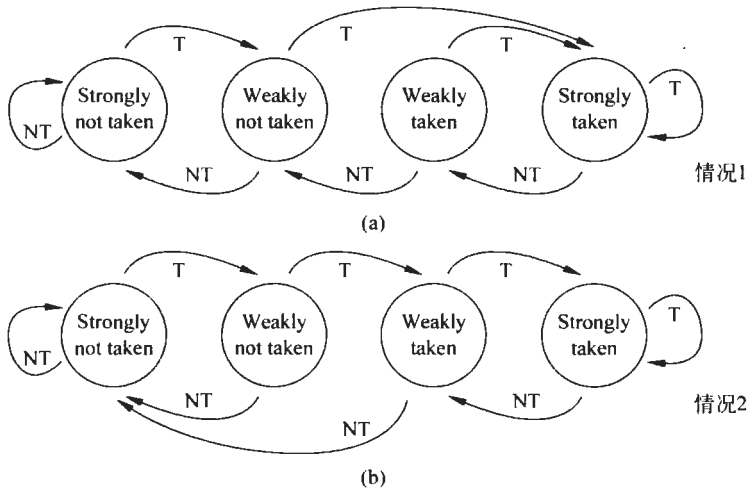 T
T
T
Strongly
not taken
Weakly
not taken
Weakly
taken
Strongly
taken
T
NT
NT
NT
NT
情况1
(a)
T
T
T
Strongly
not taken
Weakly
not taken
Weakly
taken
Strongly
taken
T
NT
NT
NT
NT
情况2
(b)